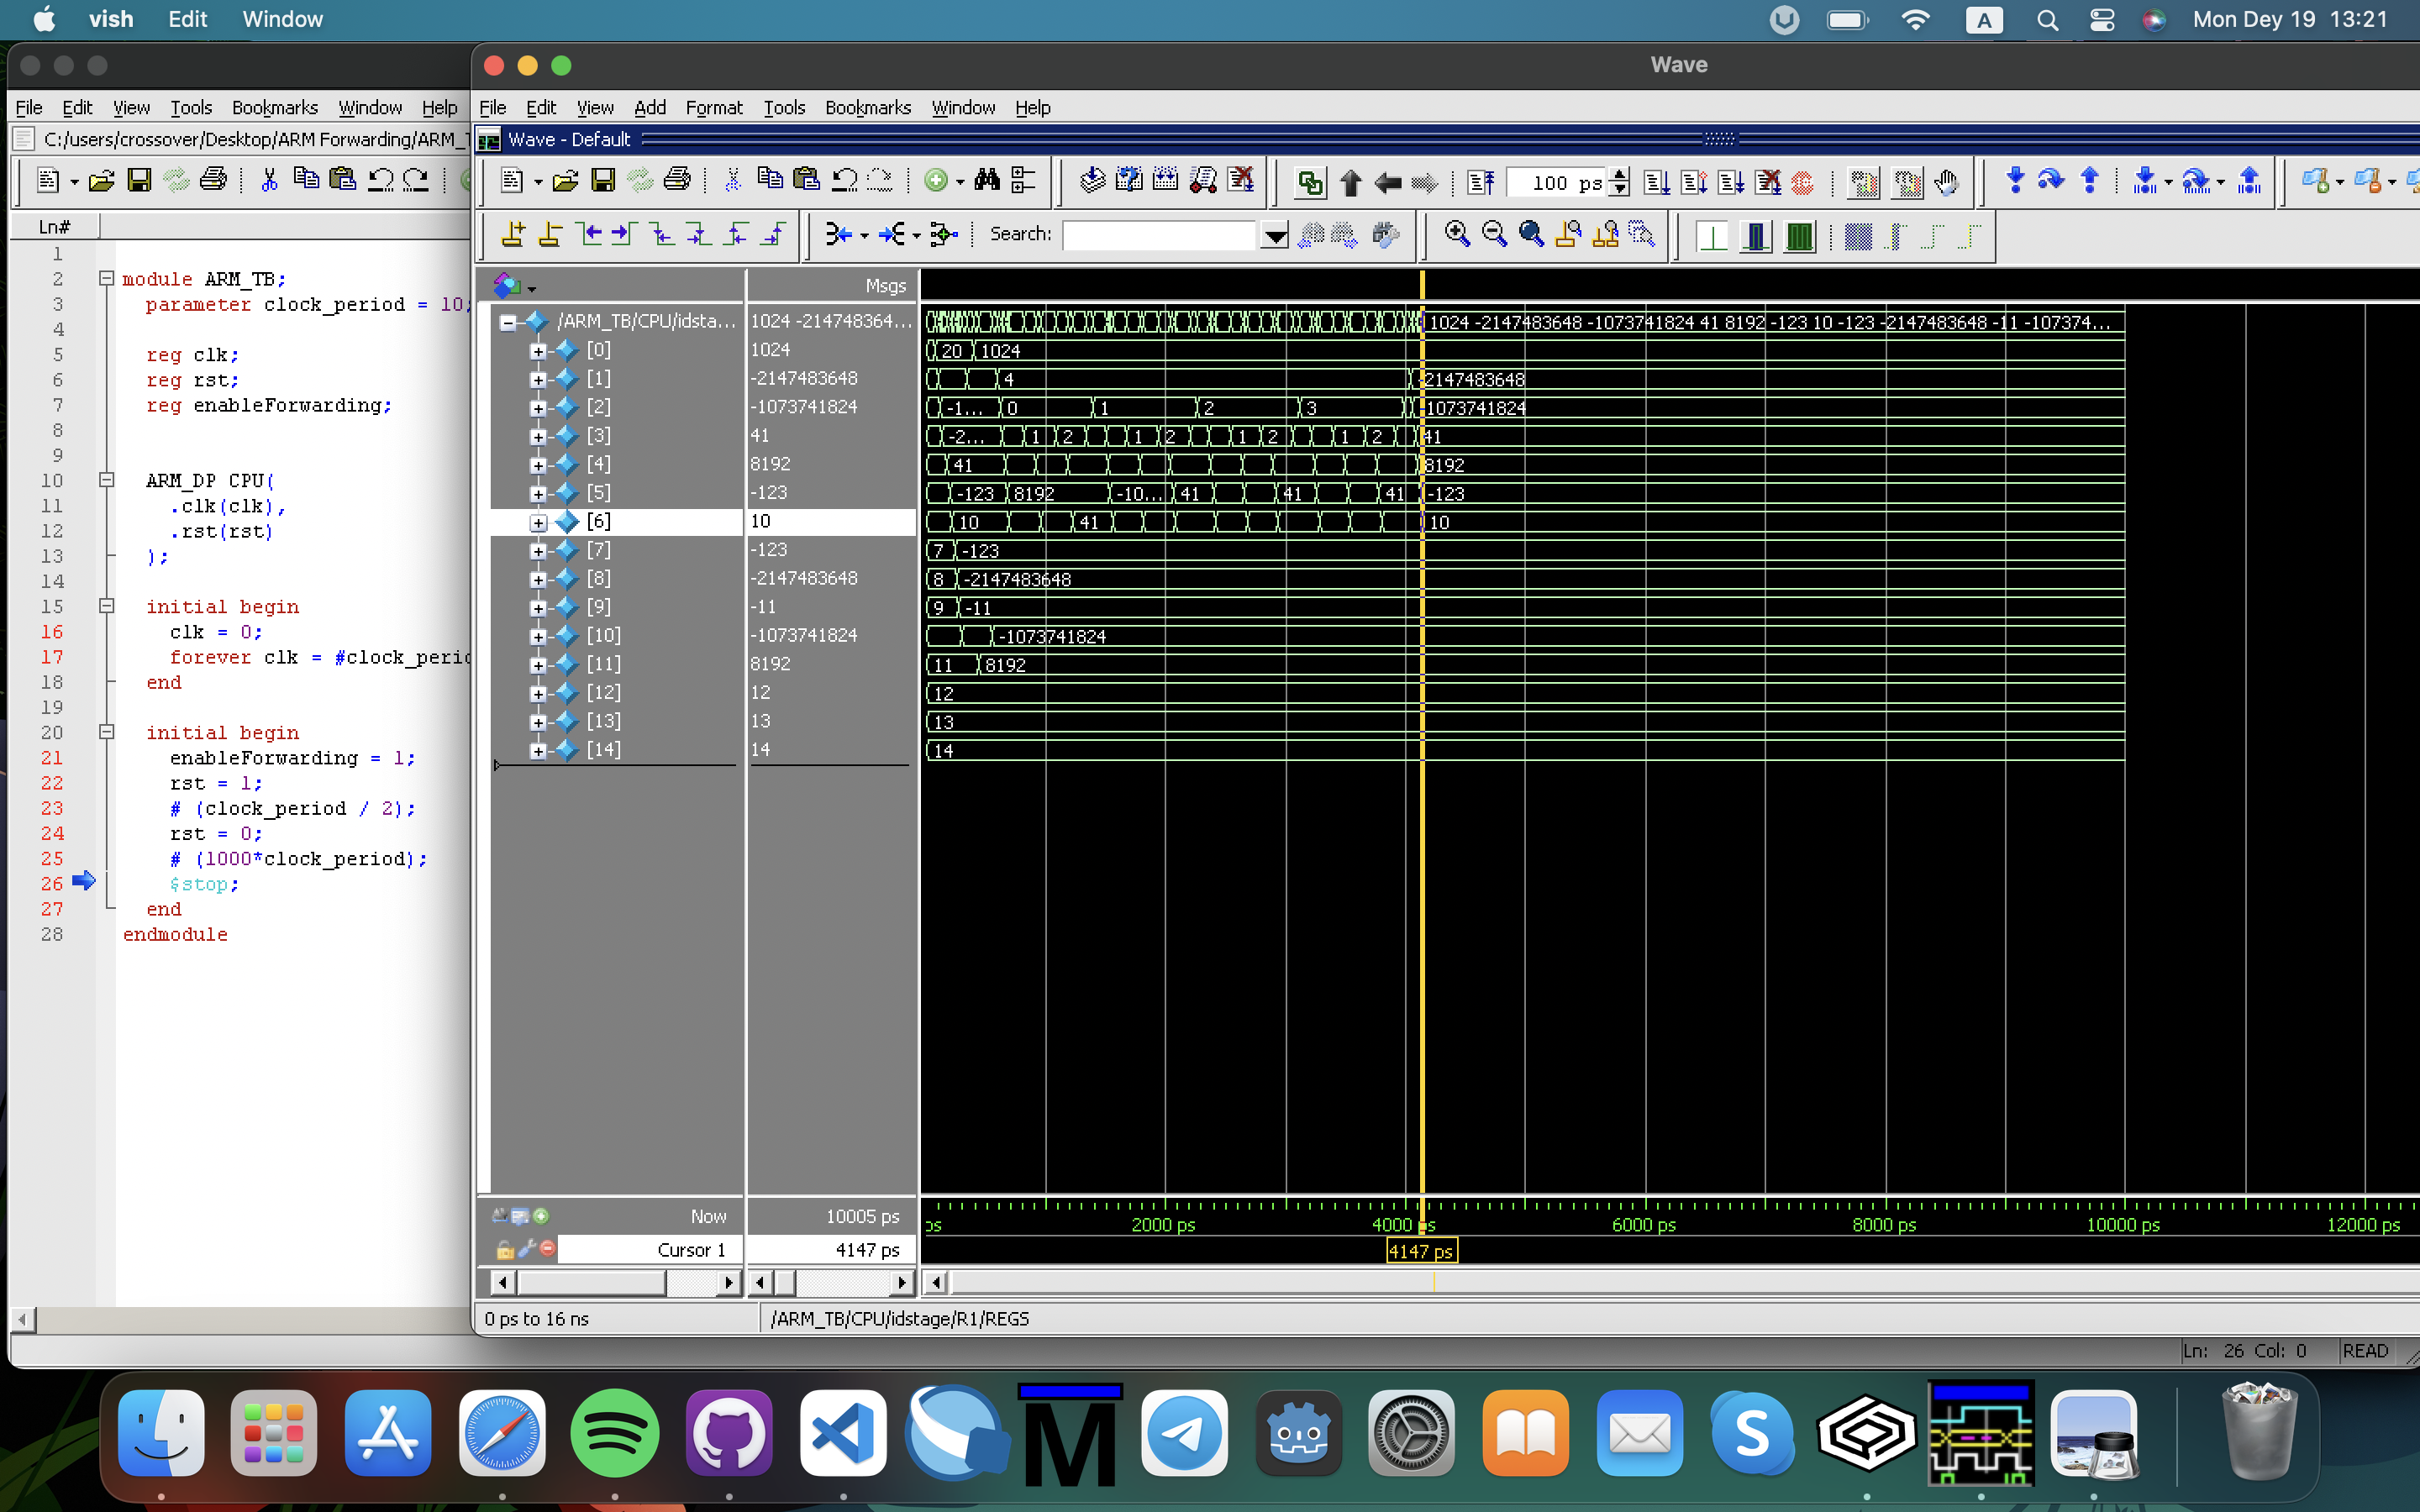 vish Edit Window
A Mon Dey 19 13:21
Wave
File Edit View Tools Bookmarks Window Help
File Edit View Add Format Tools Bookmarks Window Help
C:/users/crossover/Desktop/ARM Forwarding/ARM_
Wave - Default
100 ps
Search:
Ln#
1
2 module ARM_TB;
3 parameter clock_period = 10;
4
5 reg clk;
6 reg rst;
7 reg enableForwarding;
8
9
10 ARM_DP CPU(
11 .clk(clk),
12 .rst(rst)
13 );
14
15 initial begin
16 clk = 0;
17 forever clk = #clock_peri
18 end
19
20 initial begin
21 enableForwarding = 1;
22 rst = 1;
23 # (clock_period / 2);
24 rst = 0;
25 # (1000*clock_period);
26 $stop;
27 end
28 endmodule
Msgs
/ARM_TB/CPU/idsta... 1024 -214748364... 1024 -2147483648 -1073741824 41 8192 -123 10 -123 -2147483648 -11 -107374...
[0] 1024 20 1024
[1] -2147483648 4 -2147483648
[2] -1073741824 -1... 0 1 2 3 -1073741824
[3] 41 -2... 1 2 1 2 1 2 1 2 41
[4] 8192 41 8192
[5] -123 -123 8192 -10... 41 41 41 -123
[6] 10 10 41 10
[7] -123 7 -123
[8] -2147483648 8 -2147483648
[9] -11 9 -11
[10] -1073741824 -1073741824
[11] 8192 11 8192
[12] 12 12
[13] 13 13
[14] 14 14
Now 10005 ps
ps 2000 ps 4000 ps 6000 ps 8000 ps 10000 ps 12000 ps
Cursor 1 4147 ps 4147 ps
0 ps to 16 ns /ARM_TB/CPU/idstage/R1/REGS
Ln: 26 Col: 0 READ
M
S